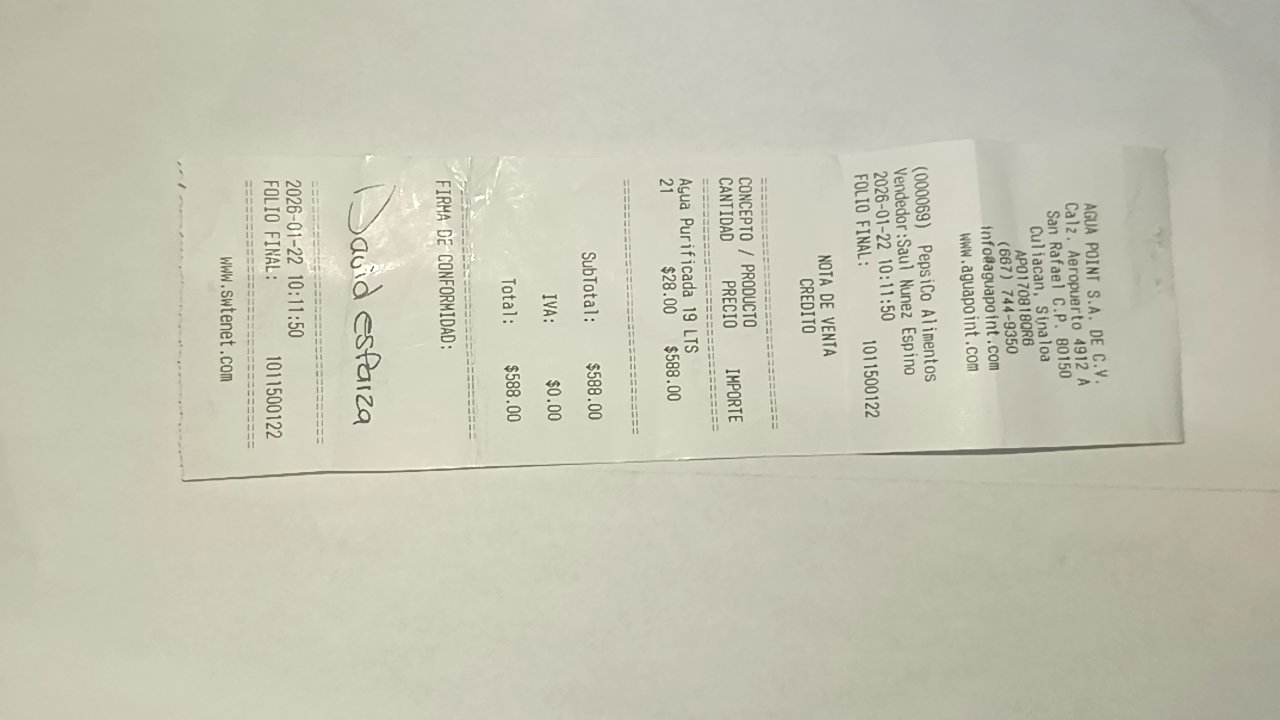 AGUA POINT S.A. DE C.V.
Calz. Aeropuerto 4912 A
San Rafael C.P. 80150
Culiacan, Sinaloa
APO170818QR6
(667) 744-9350
info@aguapoint.com
www.aguapoint.com
(000069) PepsiCo Alimentos
Vendedor:Saul Nunez Espino
2026-01-22 10:11:50
FOLIO FINAL: 1011500122
NOTA DE VENTA
CREDITO
CONCEPTO / PRODUCTO
CANTIDAD PRECIO IMPORTE
Agua Purificada 19 LTS
21 $28.00 $588.00
SubTotal: $588.00
IVA: $0.00
Total: $588.00
FIRMA DE CONFORMIDAD:
David esparza
2026-01-22 10:11:50
FOLIO FINAL: 1011500122
www.swtenet.com